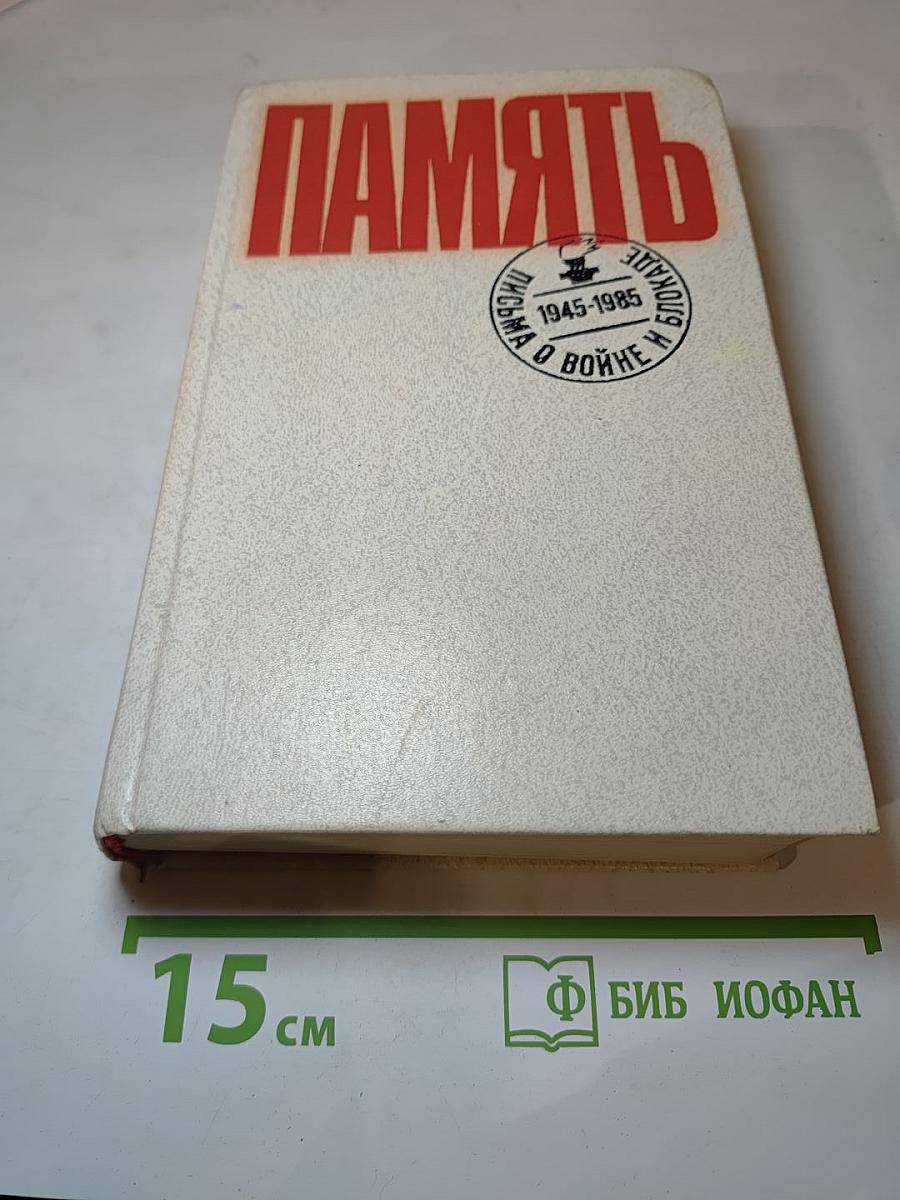 ПАМЯТЬ
ПИСЬМА О ВОЙНЕ И БЛОКАДЕ
1945-1985
15 см
Ф БИБ ИОФАН